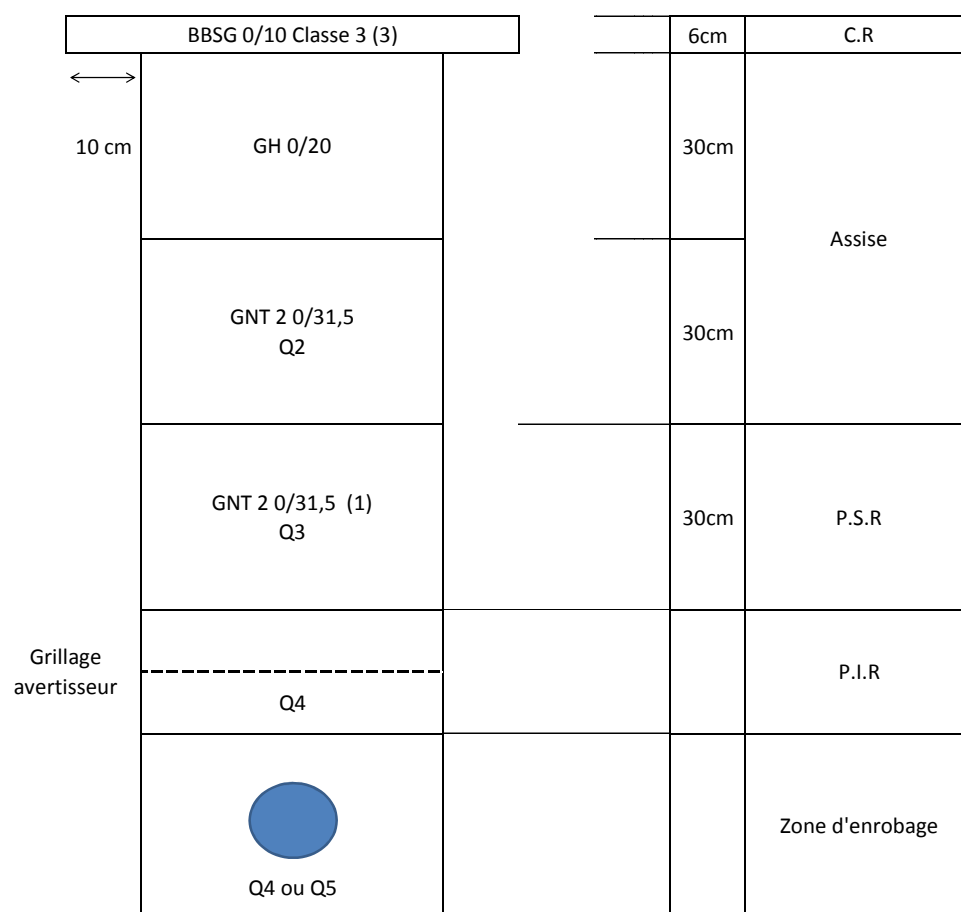 BBSG 0/10 Classe 3 (3)
6cm
C.R
10 cm
GH 0/20
30cm
Assise
GNT 2 0/31,5
Q2
30cm
GNT 2 0/31,5 (1)
Q3
30cm
P.S.R
Grillage
avertisseur
Q4
P.I.R
Zone d'enrobage
Q4 ou Q5